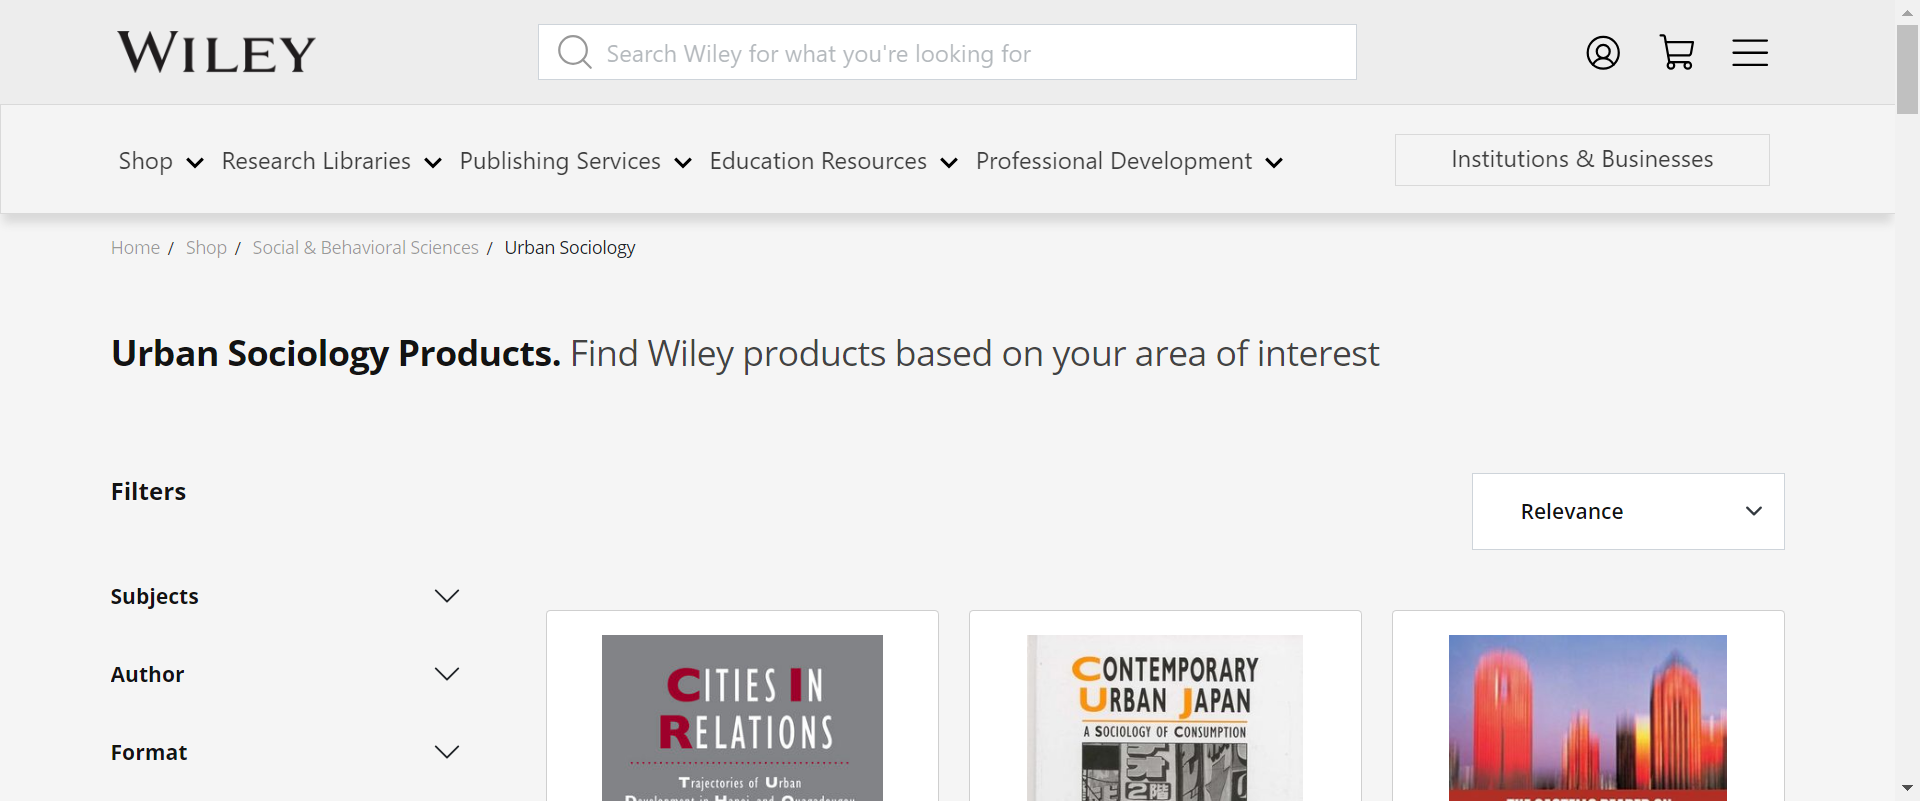 WILEY
Search Wiley for what you're looking for
Shop
Research Libraries
Publishing Services
Education Resources
Professional Development
Institutions & Businesses
Home / Shop / Social & Behavioral Sciences / Urban Sociology
Urban Sociology Products. Find Wiley products based on your area of interest
Filters
Relevance
Subjects
Author
Format
CITIES IN
RELATIONS
TRAJECTORIES OF URBAN
CONTEMPORARY
URBAN JAPAN
A SOCIOLOGY OF CONSUMPTION